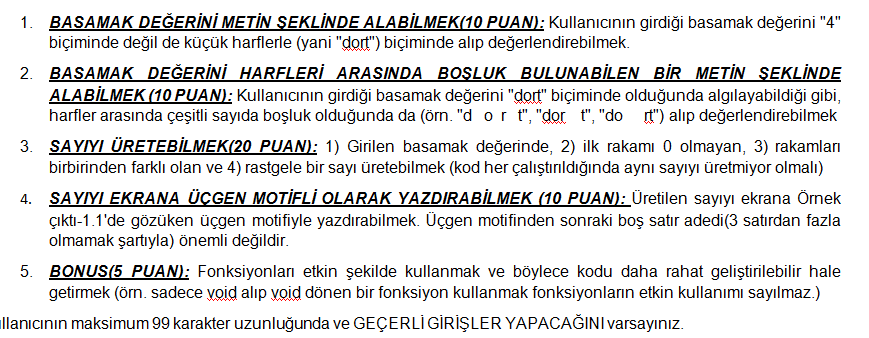 1. BASAMAK DEĞERİNİ METİN ŞEKLİNDE ALABİLMEK(10 PUAN): Kullanıcının girdiği basamak değerini "4"
biçiminde değil de küçük harflerle (yani "dort") biçiminde alıp değerlendirebilmek.
2. BASAMAK DEĞERİNİ HARFLERİ ARASINDA BOŞLUK BULUNABİLEN BİR METİN ŞEKLİNDE
ALABİLMEK (10 PUAN): Kullanıcının girdiği basamak değerini "dort" biçiminde olduğunda algılayabildiği gibi,
harfler arasında çeşitli sayıda boşluk olduğunda da (örn. "d o r t", "dor t", "do rt") alıp değerlendirebilmek
3. SAYIYI ÜRETEBİLMEK(20 PUAN): 1) Girilen basamak değerinde, 2) ilk rakamı 0 olmayan, 3) rakamları
birbirinden farklı olan ve 4) rastgele bir sayı üretebilmek (kod her çalıştırıldığında aynı sayıyı üretmiyor olmalı)
4. SAYIYI EKRANA ÜÇGEN MOTİFLİ OLARAK YAZDIRABİLMEK (10 PUAN): Üretilen sayıyı ekrana Örnek
çıktı-1.1'de gözüken üçgen motifiyle yazdırabilmek. Üçgen motifinden sonraki boş satır adedi(3 satırdan fazla
olmamak şartıyla) önemli değildir.
5. BONUS(5 PUAN): Fonksiyonları etkin şekilde kullanmak ve böylece kodu daha rahat geliştirilebilir hale
getirmek (örn. sadece void alıp void dönen bir fonksiyon kullanmak fonksiyonların etkin kullanımı sayılmaz.)
ıllanıcının maksimum 99 karakter uzunluğunda ve GEÇERLİ GİRİŞLER YAPACAĞINI varsayınız.